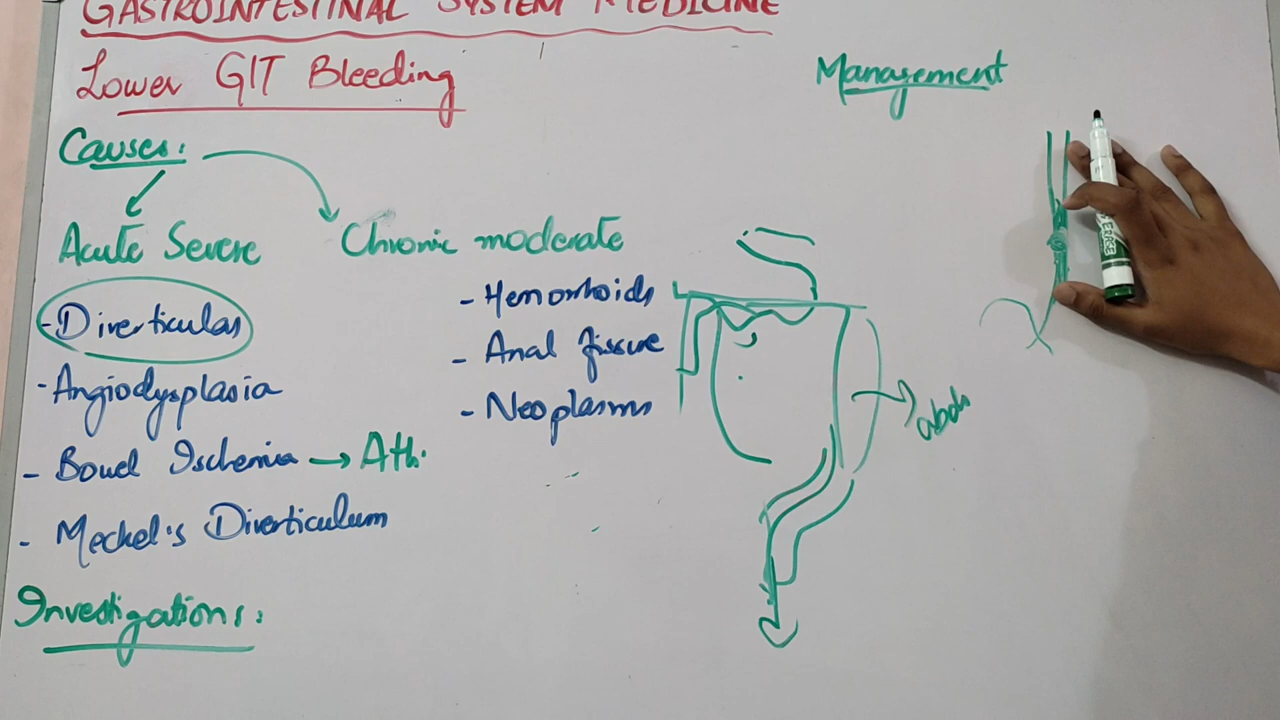 GASTROINTESTINAL SYSTEM MEDICINE
Lower GIT Bleeding
Management
Causes:
Acute Severe
Chronic moderate
- Diverticular
- Angiodysplasia
- Bowel Ischemia → Ath.
- Meckel's Diverticulum
- Hemorrhoids
- Anal fissure
- Neoplasms
Investigations: